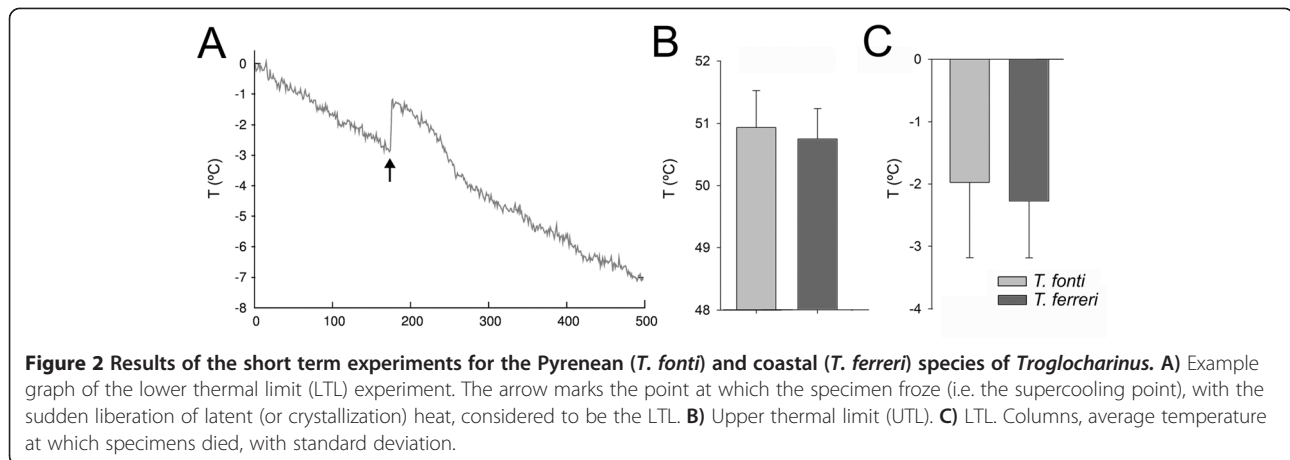 A
B
C
0
-1
-2
-3
-4
-5
-6
-7
-8
T (ºC)
0
100
200
300
400
500
52
51
50
49
48
T (ºC)
0
-1
-2
-3
-4
T (ºC)
T. fonti
T. ferreri
Figure 2 Results of the short term experiments for the Pyrenean (T. fonti) and coastal (T. ferreri) species of Troglocharinus. A) Example
graph of the lower thermal limit (LTL) experiment. The arrow marks the point at which the specimen froze (i.e. the supercooling point), with the
sudden liberation of latent (or crystallization) heat, considered to be the LTL. B) Upper thermal limit (UTL). C) LTL. Columns, average temperature
at which specimens died, with standard deviation.